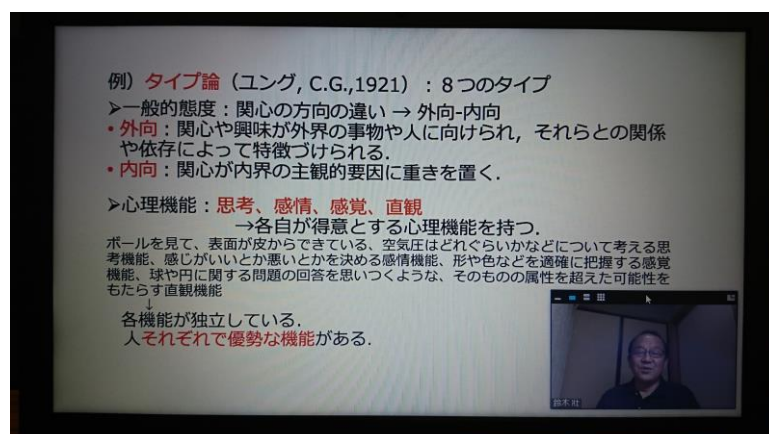 例）タイプ論（ユング, C.G.,1921）：８つのタイプ
➢一般的態度：関心の方向の違い → 外向-内向
• 外向：関心や興味が外界の事物や人に向けられ，それらとの関係
や依存によって特徴づけられる．
• 内向：関心が内界の主観的要因に重きを置く．
➢心理機能：思考、感情、感覚、直観
→各自が得意とする心理機能を持つ．
ボールを見て、表面が皮からできている、空気圧はどれぐらいかなどについて考える思
考機能、感じがいいとか悪いとかを決める感情機能、形や色などを適確に把握する感覚
機能、球や円に関する問題の回答を思いつくような、そのものの属性を超えた可能性を
もたらす直観機能
↓
各機能が独立している．
人それぞれで優勢な機能がある．
鈴木 壯